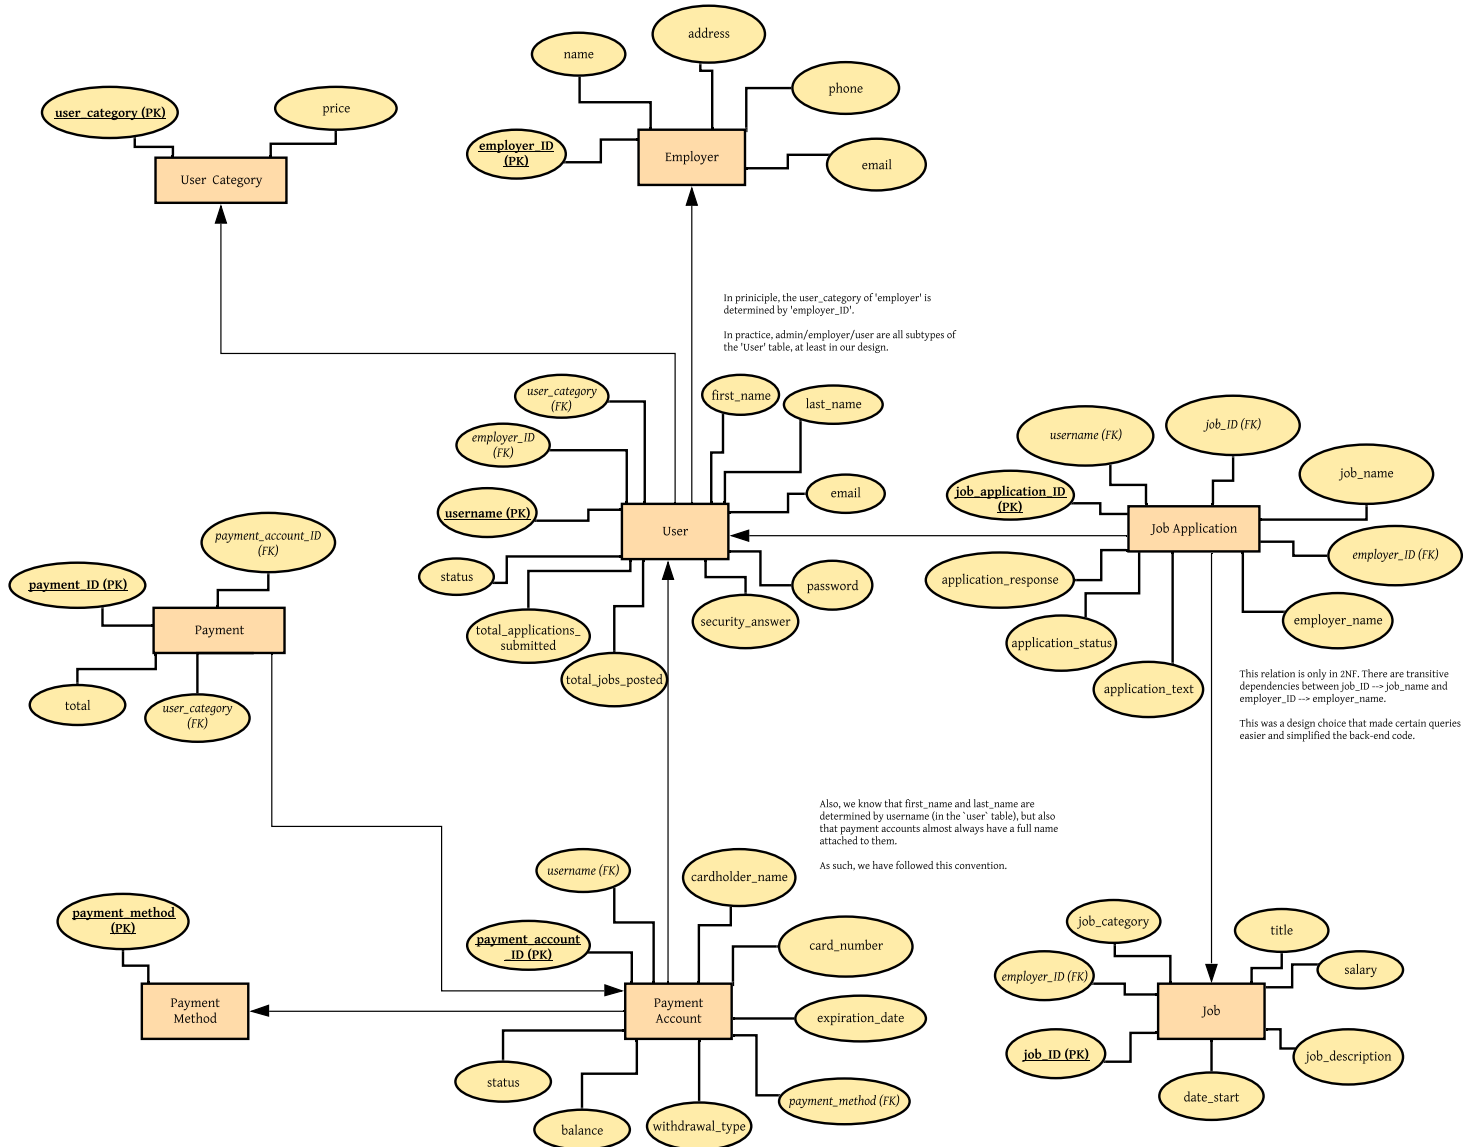 address
name
phone
user_category (PK)
price
employer_ID
(PK)
Employer
email
User  Category
In priniciple, the user_category of 'employer' is
determined by 'employer_ID'.
In practice, admin/employer/user are all subtypes of
the 'User' table, at least in our design.
user_category
(FK)
first_name
last_name
employer_ID
(FK)
email
username (PK)
User
status
password
total_applications_
submitted
security_answer
total_jobs_posted
username (FK)
job_ID (FK)
job_name
job_application_ID
(PK)
Job Application
employer_ID (FK)
application_response
employer_name
application_status
application_text
payment_account_ID
(FK)
payment_ID (PK)
Payment
total
user_category
(FK)
This relation is only in 2NF. There are transitive
dependencies between job_ID --> job_name and
employer_ID --> employer_name.
This was a design choice that made certain queries
easier and simplified the back-end code.
Also, we know that first_name and last_name are
determined by username (in the `user` table), but also
that payment accounts almost always have a full name
attached to them.
As such, we have followed this convention.
username (FK)
cardholder_name
payment_method
(PK)
payment_account
_ID (PK)
card_number
Payment
Method
Payment
Account
expiration_date
status
payment_method (FK)
balance
withdrawal_type
job_category
title
employer_ID (FK)
salary
Job
job_ID (PK)
job_description
date_start